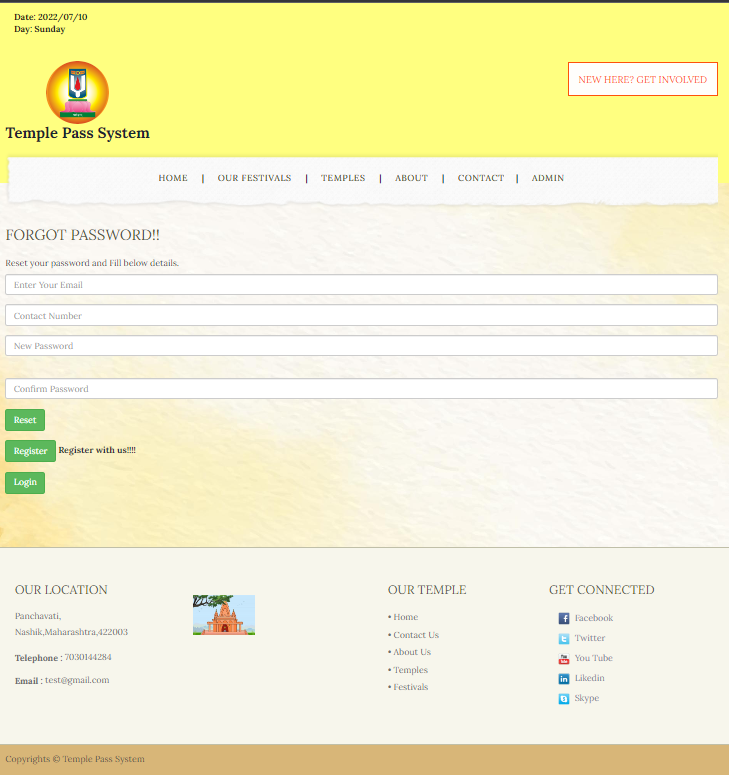 Date: 2022/07/10
Day: Sunday
NEW HERE? GET INVOLVED
Temple Pass System
HOME | OUR FESTIVALS | TEMPLES | ABOUT | CONTACT | ADMIN
FORGOT PASSWORD!!
Reset your password and Fill below details.
Enter Your Email
Contact Number
New Password
Confirm Password
Reset
Register Register with us!!!!
Login
OUR LOCATION
Panchavati,
Nashik,Maharashtra,422003
Telephone : 7030144284
Email : test@gmail.com
OUR TEMPLE
• Home
• Contact Us
• About Us
• Temples
• Festivals
GET CONNECTED
Facebook
Twitter
You Tube
Likedin
Skype
Copyrights © Temple Pass System